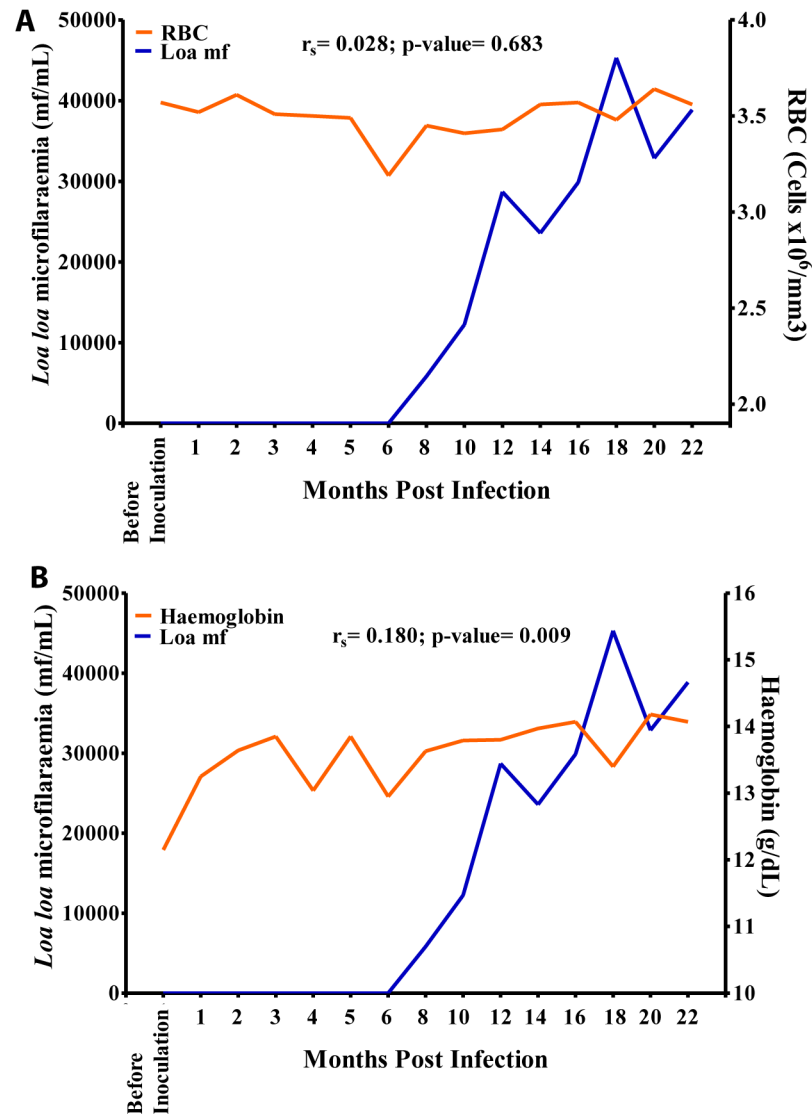 A
RBC
Loa mf
rs= 0.028; p-value= 0.683
50000
40000
30000
20000
10000
0
Loa loa microfilaraemia (mf/mL)
4.0
3.5
3.0
2.5
2.0
RBC (Cells x10⁶/mm3)
Before Inoculation 1 2 3 4 5 6 8 10 12 14 16 18 20 22
Months Post Infection
B
Haemoglobin
Loa mf
rs= 0.180; p-value= 0.009
50000
40000
30000
20000
10000
0
Loa loa microfilaraemia (mf/mL)
16
15
14
13
12
11
10
Haemoglobin (g/dL)
Before Inoculation 1 2 3 4 5 6 8 10 12 14 16 18 20 22
Months Post Infection